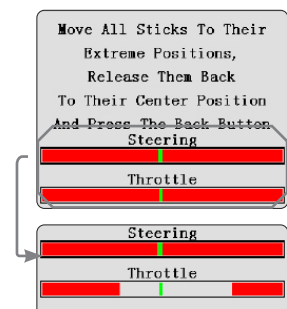 Move All Sticks To Their
Extreme Positions,
Release Them Back
To Their Center Position
And Press The Back Button
Steering
Throttle
Steering
Throttle